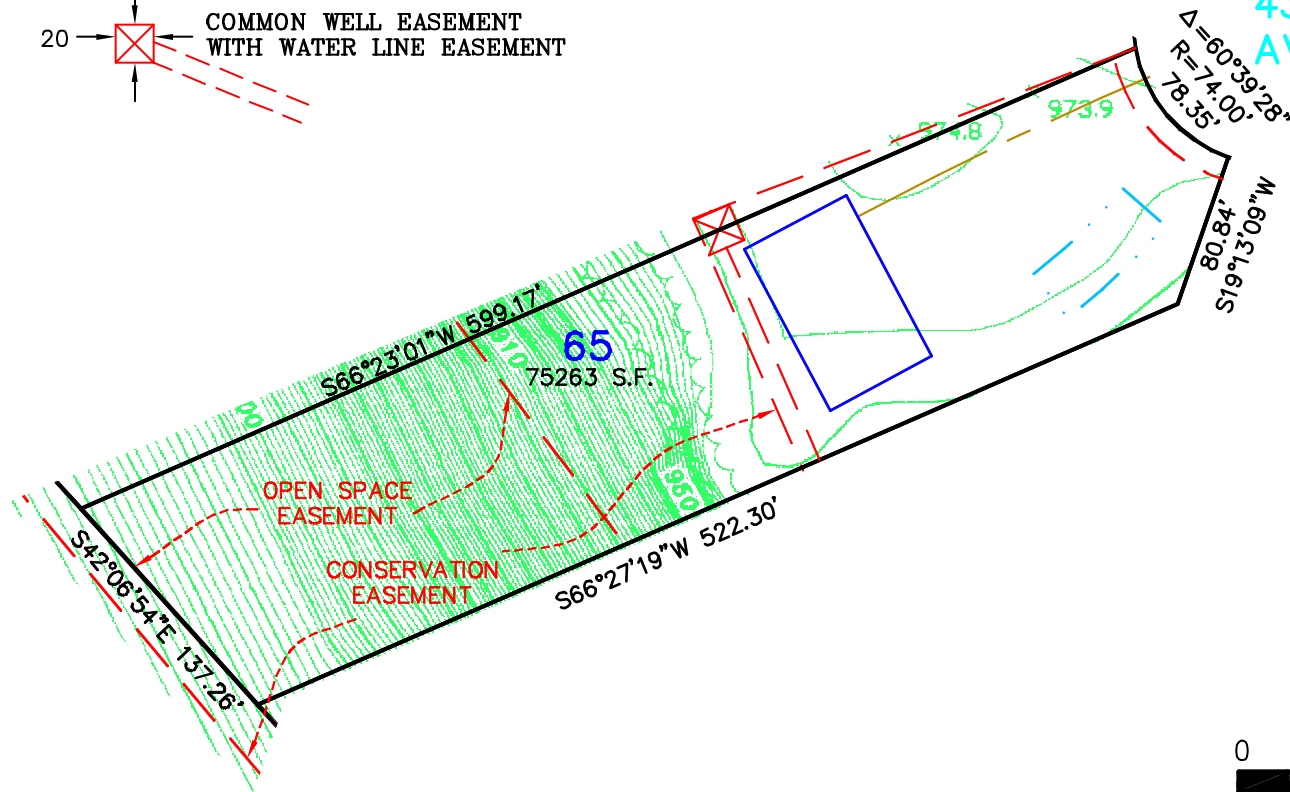 COMMON WELL EASEMENT
WITH WATER LINE EASEMENT
20
Δ=60°39'28"
R=74.00'
78.35'
974.8
973.9
80.84'
S19°13'09"W
S66°23'01"W 599.17'
910
65
75263 S.F.
OPEN SPACE
EASEMENT
950
S66°27'19"W 522.30'
CONSERVATION
EASEMENT
S42°06'54"E 137.26'
0